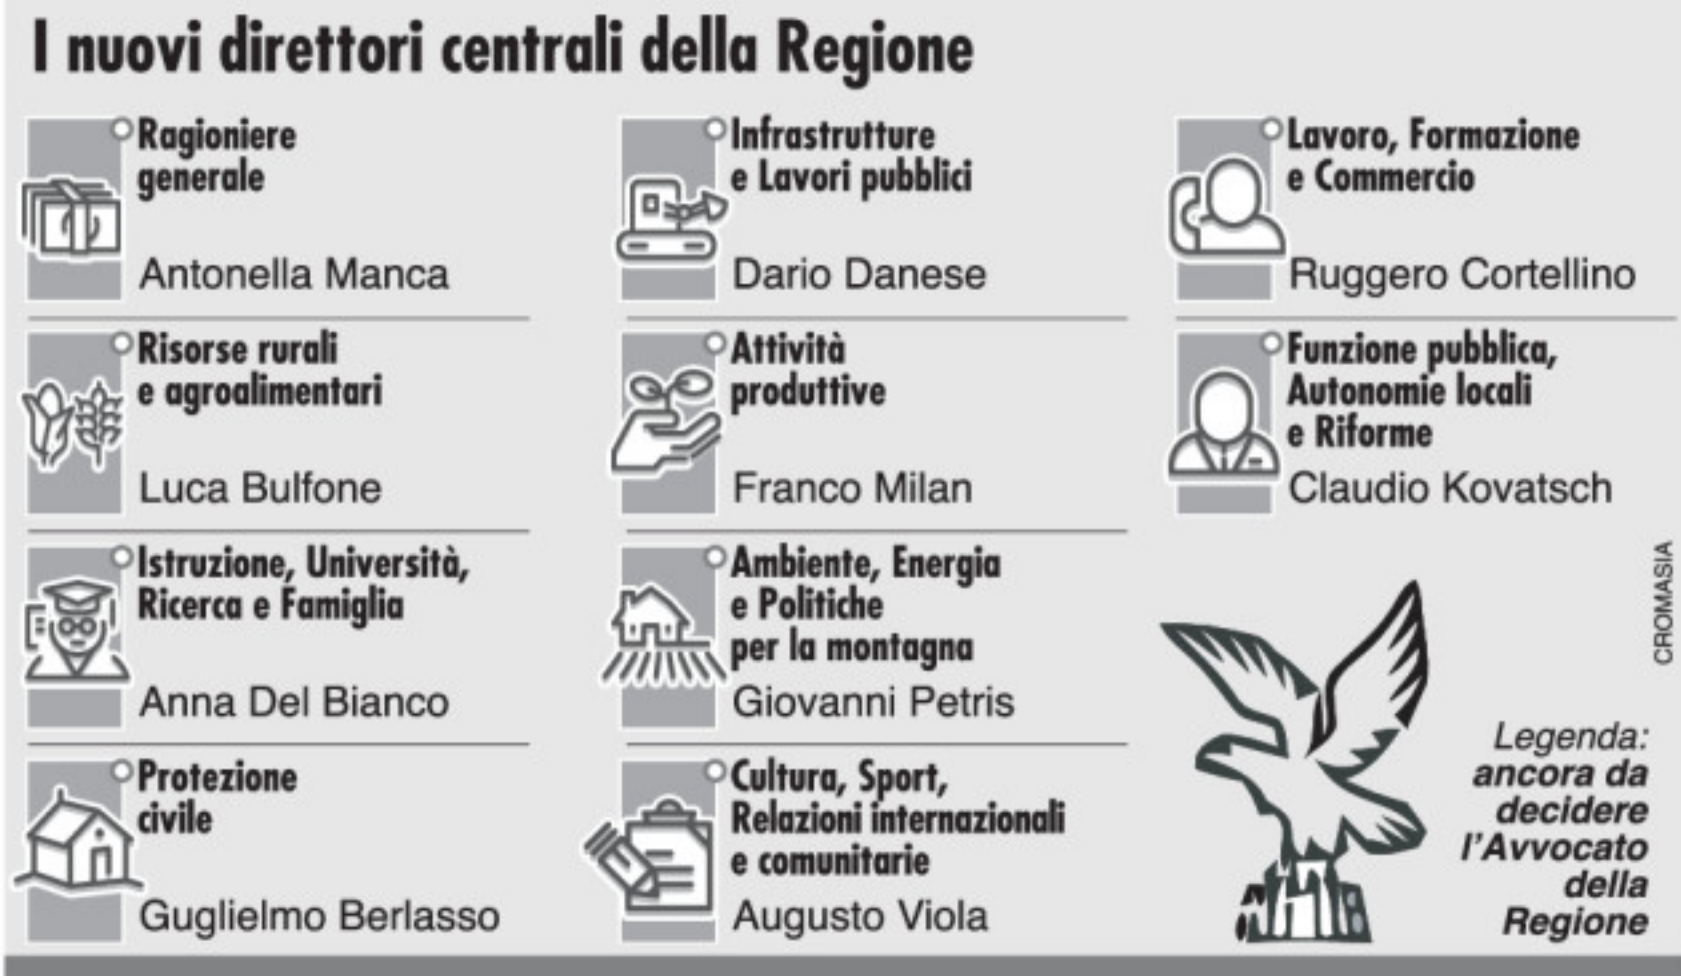 I nuovi direttori centrali della Regione
Ragioniere
generale
Antonella Manca
Risorse rurali
e agroalimentari
Luca Bulfone
Istruzione, Università,
Ricerca e Famiglia
Anna Del Bianco
Protezione
civile
Guglielmo Berlasso
Infrastrutture
e Lavori pubblici
Dario Danese
Attività
produttive
Franco Milan
Ambiente, Energia
e Politiche
per la montagna
Giovanni Petris
Cultura, Sport,
Relazioni internazionali
e comunitarie
Augusto Viola
Lavoro, Formazione
e Commercio
Ruggero Cortellino
Funzione pubblica,
Autonomie locali
e Riforme
Claudio Kovatsch
CROMASIA
Legenda:
ancora da
decidere
l'Avvocato
della
Regione